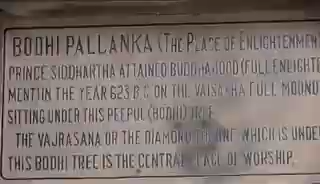 BODHI PALLANKA (THE PLACE OF ENLIGHTENMEN
PRINCE SIDDHARTHA ATTAINED BUDDHAHOOD (FULL ENLIGHTE
MENT) IN THE YEAR 623 B.C ON THE VAISAKHA FULL MOON
SITTING UNDER THIS PEEPUL (BODHI) TREE
THE VAJRASANA OR THE DIAMOND THRONE WHICH IS UNDE
THIS BODHI TREE IS THE CENTRAL PLACE OF WORSHIP.